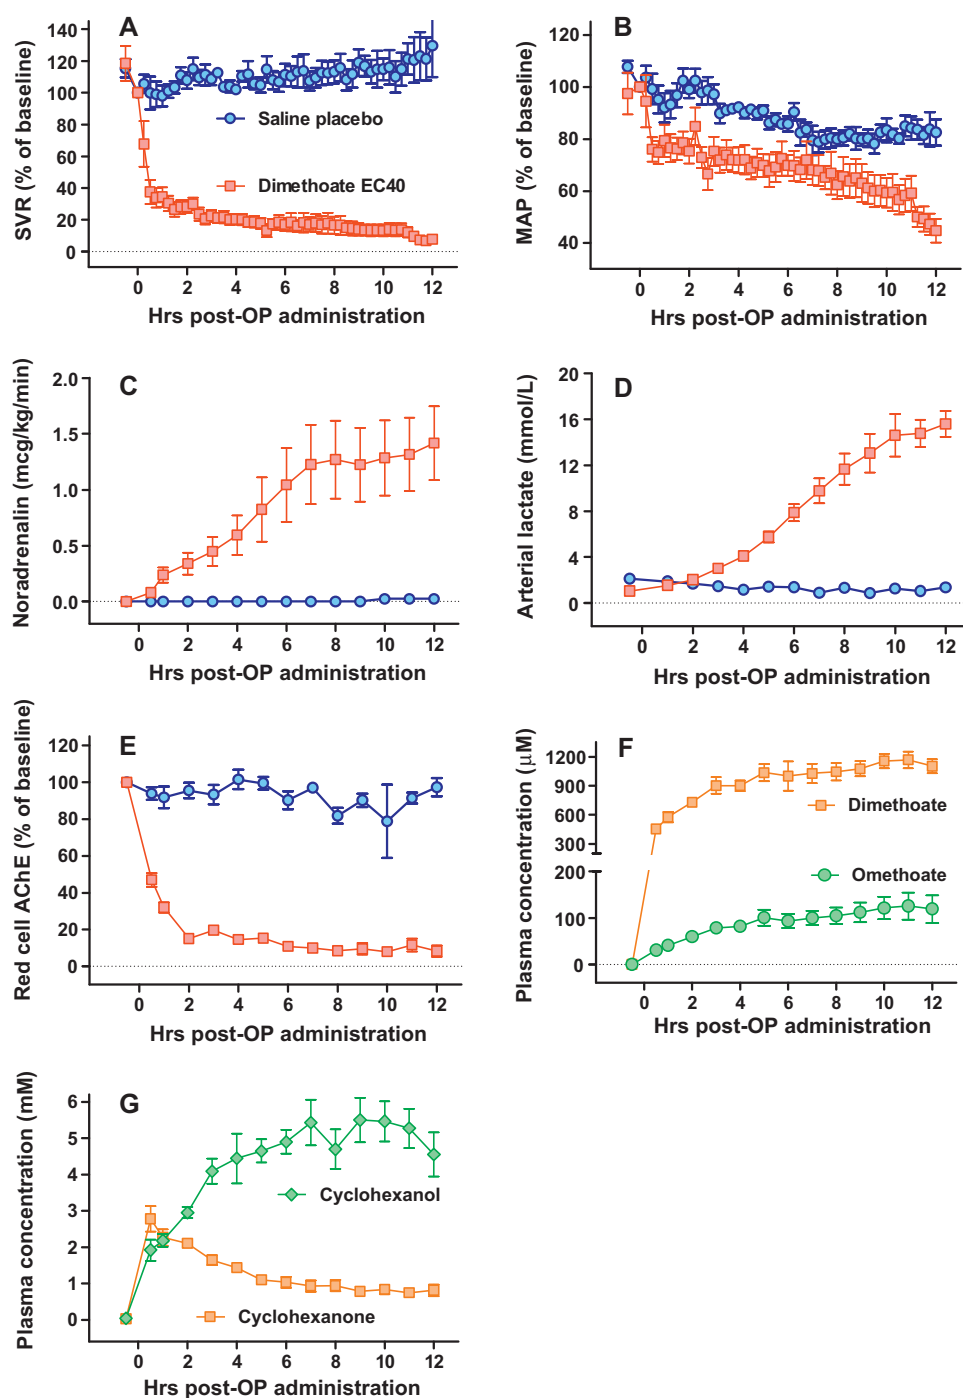 A
SVR (% of baseline)
140
120
100
80
60
40
20
0
Saline placebo
Dimethoate EC40
0 2 4 6 8 10 12
Hrs post-OP administration
B
MAP (% of baseline)
120
100
80
60
40
0 2 4 6 8 10 12
Hrs post-OP administration
C
Noradrenalin (mcg/kg/min)
2.0
1.5
1.0
0.5
0.0
0 2 4 6 8 10 12
Hrs post-OP administration
D
Arterial lactate (mmol/L)
20
16
12
8
4
0
0 2 4 6 8 10 12
Hrs post-OP administration
E
Red cell AChE (% of baseline)
120
100
80
60
40
20
0
0 2 4 6 8 10 12
Hrs post-OP administration
F
Plasma concentration (µM)
1200
900
600
300
200
100
0
Dimethoate
Omethoate
0 2 4 6 8 10 12
Hrs post-OP administration
G
Plasma concentration (mM)
6
5
4
3
2
1
0
Cyclohexanol
Cyclohexanone
0 2 4 6 8 10 12
Hrs post-OP administration